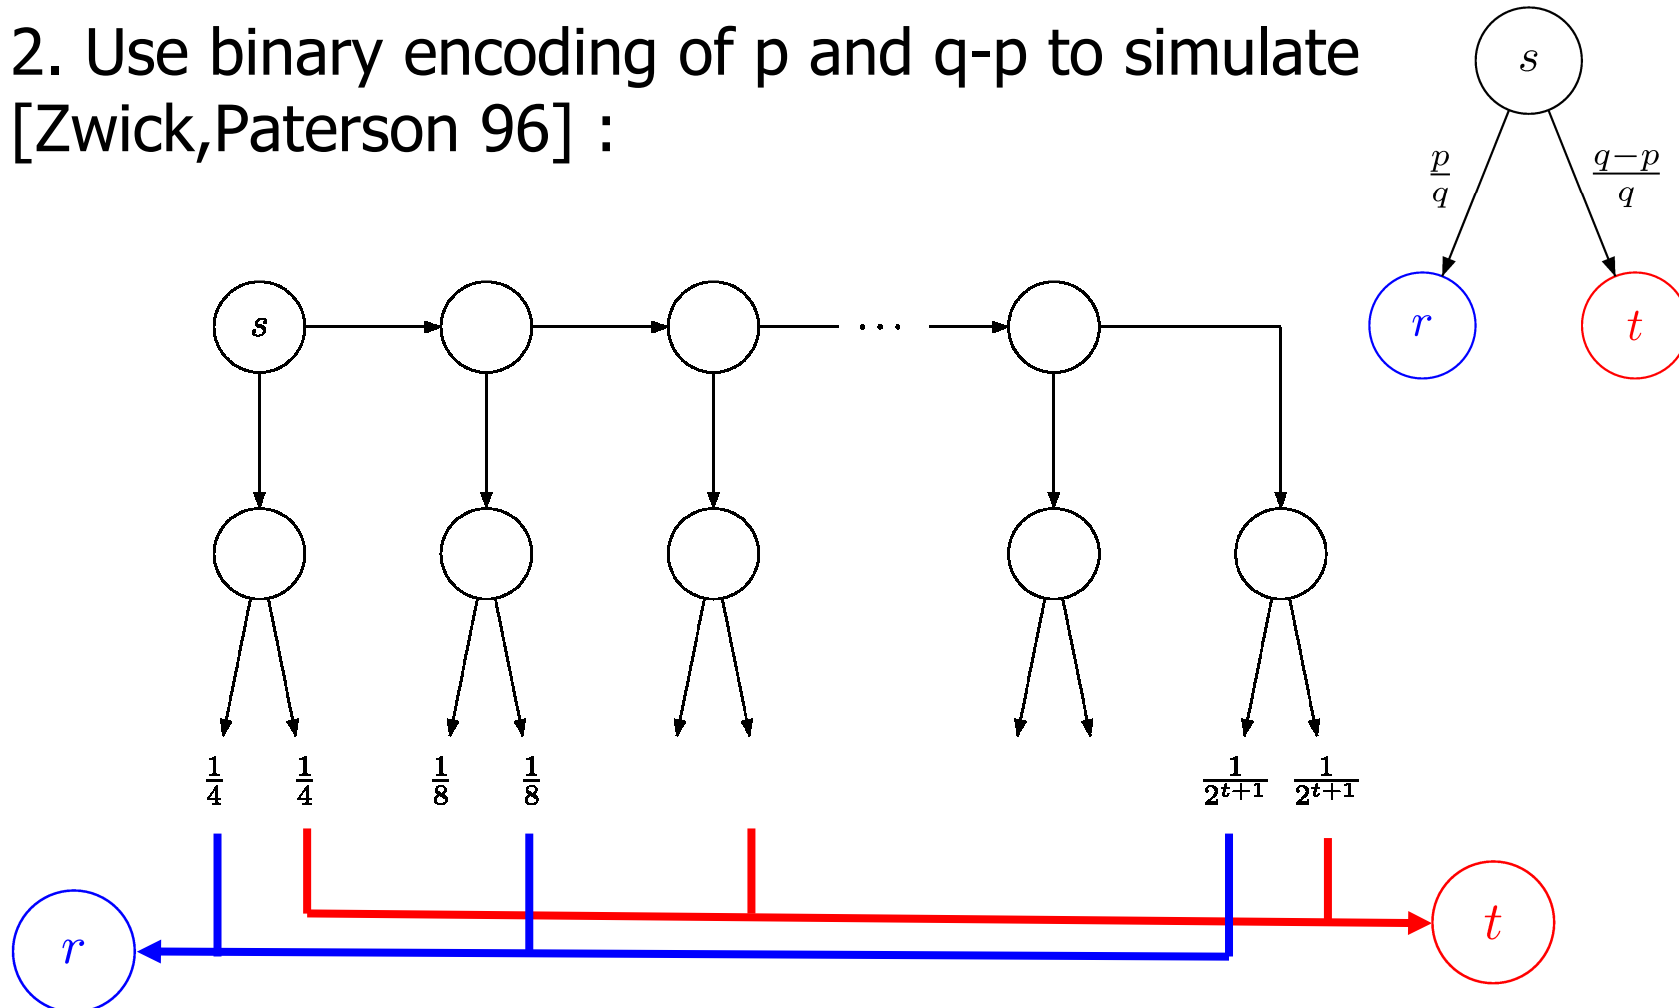 2. Use binary encoding of p and q-p to simulate
[Zwick,Paterson 96] :
s
p/q
q−p/q
r
t
s
...
1/4 1/4 1/8 1/8 1/2^{t+1} 1/2^{t+1}
r
t